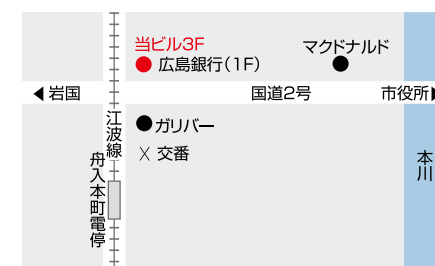 当ビル3F
広島銀行(1F)
マクドナルド
岩国
国道2号
市役所
江波線
ガリバー
X 交番
舟入本町電停
本川